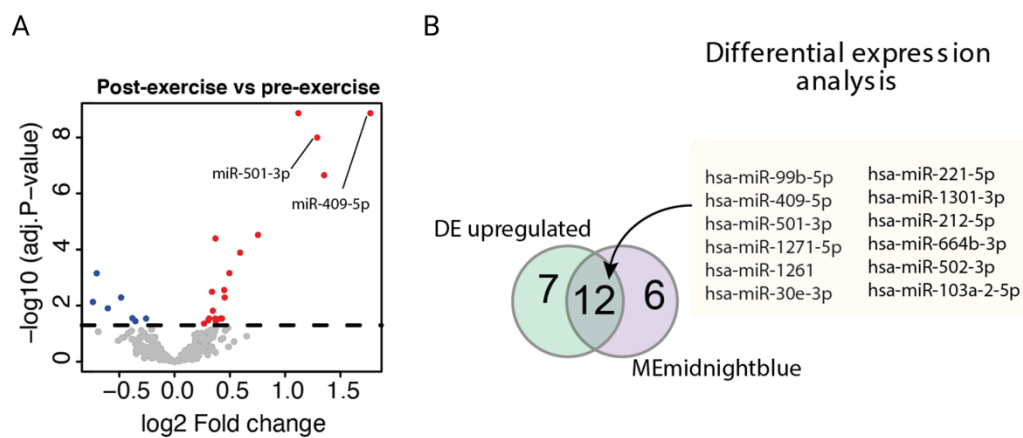 A
Post-exercise vs pre-exercise
−log10 (adj.P−value)
8
6
4
2
0
miR-501-3p
miR-409-5p
−0.5 0.0 0.5 1.0 1.5
log2 Fold change
B
Differential expression
analysis
hsa-miR-99b-5p
hsa-miR-409-5p
hsa-miR-501-3p
hsa-miR-1271-5p
hsa-miR-1261
hsa-miR-30e-3p
hsa-miR-221-5p
hsa-miR-1301-3p
hsa-miR-212-5p
hsa-miR-664b-3p
hsa-miR-502-3p
hsa-miR-103a-2-5p
DE upregulated
7 12 6
MEmidnightblue